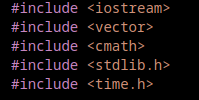 #include <iostream>
#include <vector>
#include <cmath>
#include <stdlib.h>
#include <time.h>